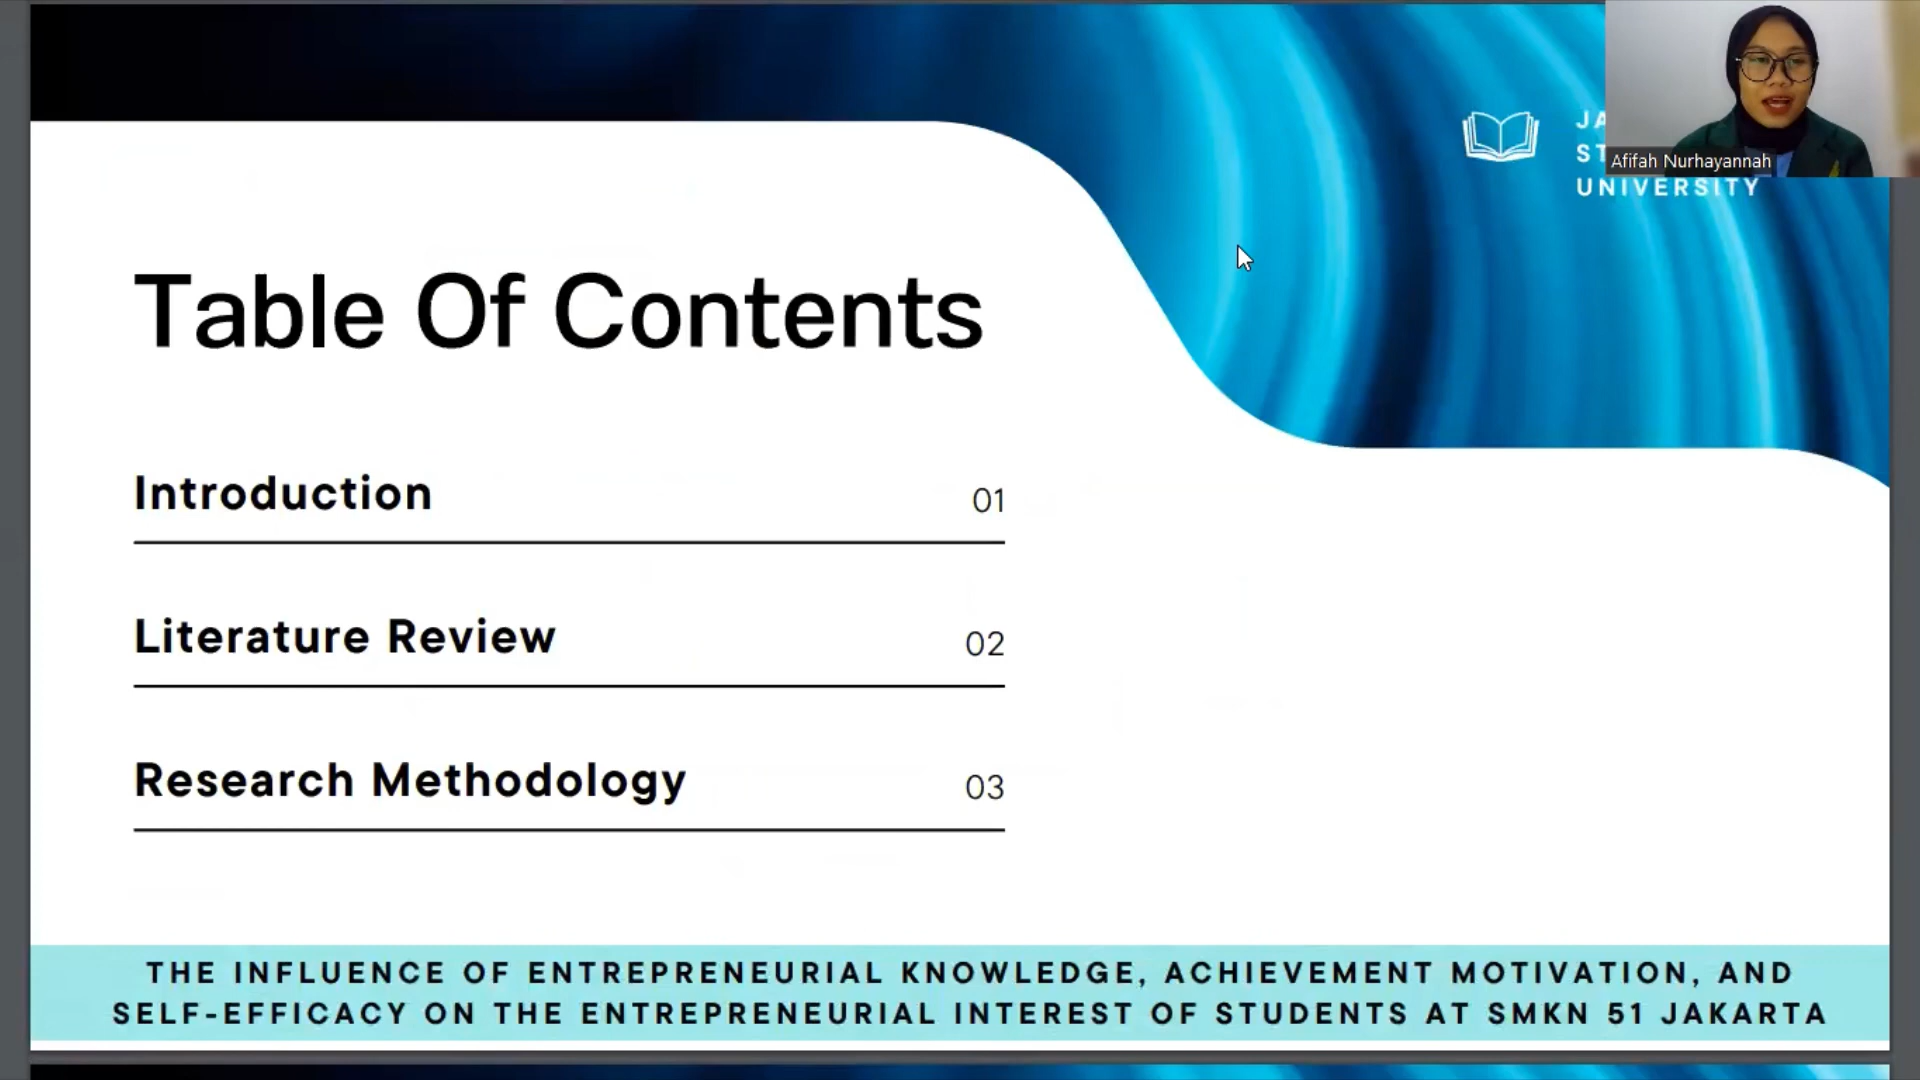 UNIVERSITY
Afifah Nurhayannah
Table Of Contents
Introduction 01
Literature Review 02
Research Methodology 03
THE INFLUENCE OF ENTREPRENEURIAL KNOWLEDGE, ACHIEVEMENT MOTIVATION, AND
SELF-EFFICACY ON THE ENTREPRENEURIAL INTEREST OF STUDENTS AT SMKN 51 JAKARTA